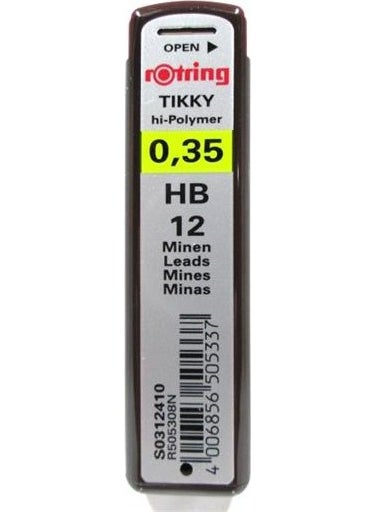 OPEN ▶
rotring
TIKKY
hi-Polymer
0,35
HB
12
Minen
Leads
Mines
Minas
S0312410
R505308N
4 006856 505337